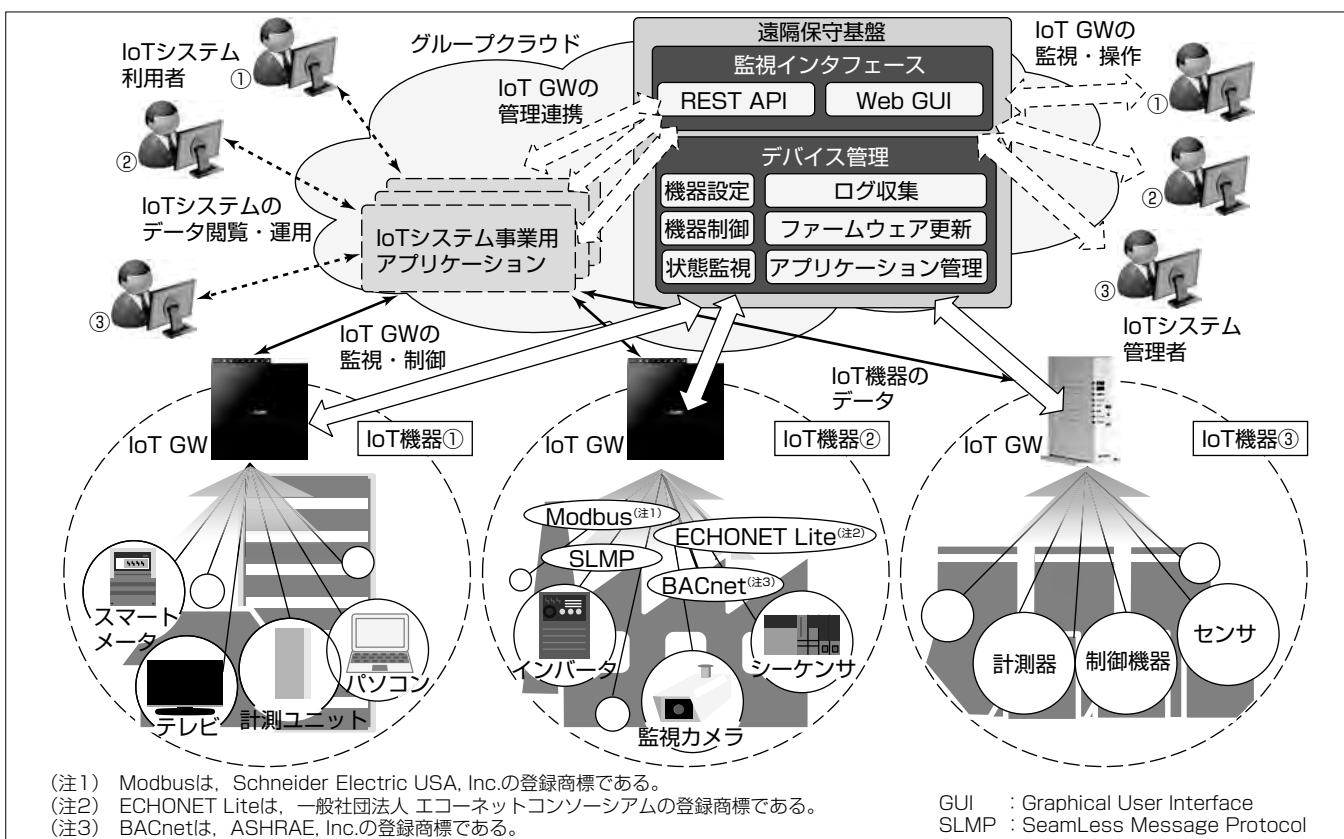 遠隔保守基盤
監視インタフェース
REST API
Web GUI
デバイス管理
機器設定
ログ収集
機器制御
ファームウェア更新
状態監視
アプリケーション管理
グループクラウド
IoTシステム
利用者
①
②
IoTシステムの
データ閲覧・運用
③
IoT GWの
管理連携
IoTシステム事業用
アプリケーション
IoT GWの
監視・操作
①
②
③
IoTシステム
管理者
IoT GWの
監視・制御
IoT機器の
データ
IoT GW
IoT機器①
スマート
メータ
テレビ
計測ユニット
パソコン
IoT GW
IoT機器②
Modbus(注1)
ECHONET Lite(注2)
SLMP
BACnet(注3)
インバータ
監視カメラ
シーケンサ
IoT GW
IoT機器③
計測器
制御機器
センサ
(注1) Modbusは,Schneider Electric USA, Inc.の登録商標である。
(注2) ECHONET Liteは,一般社団法人 エコーネットコンソーシアムの登録商標である。
(注3) BACnetは,ASHRAE, Inc.の登録商標である。
GUI :Graphical User Interface
SLMP :SeamLess Message Protocol